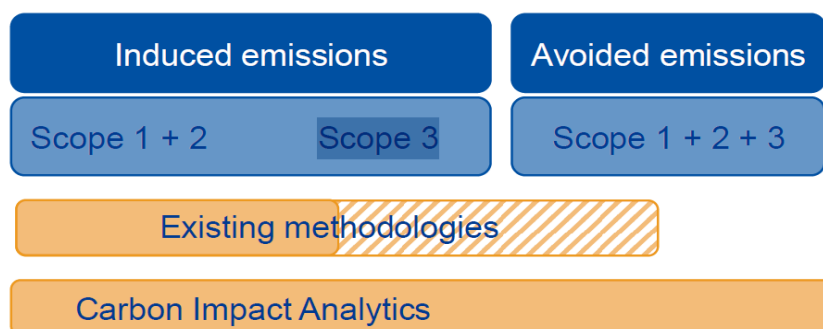 Induced emissions
Avoided emissions
Scope 1 + 2
Scope 3
Scope 1 + 2 + 3
Existing methodologies
Carbon Impact Analytics